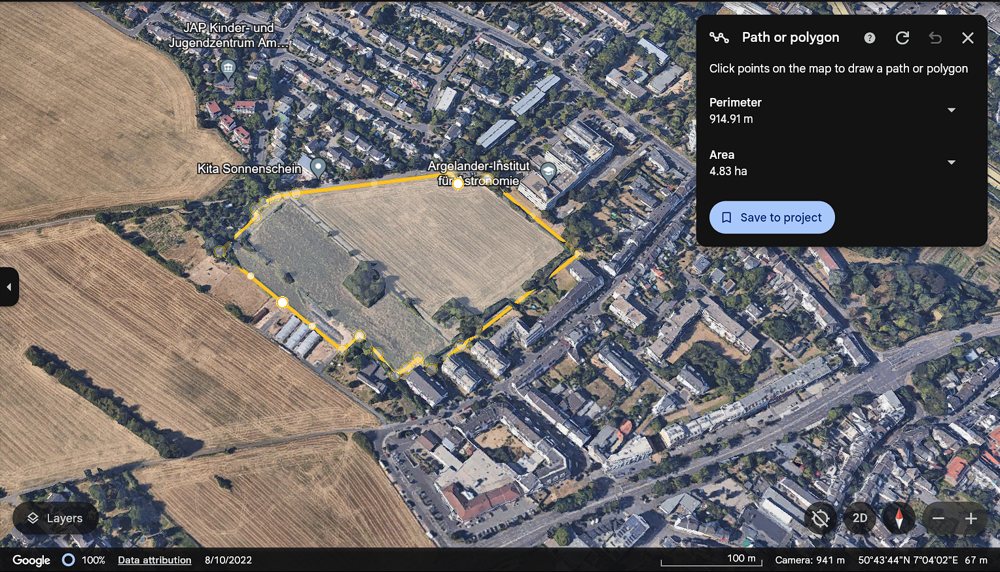 JAP Kinder- und
Jugendzentrum Am...
Kita Sonnenschein
Argelander-Institut
für Astronomie
Path or polygon
?
Click points on the map to draw a path or polygon
Perimeter
914.91 m
Area
4.83 ha
Save to project
Layers
2D
Google
100%
Data attribution
8/10/2022
100 m
Camera: 941 m
50°43'44"N 7°04'02"E
67 m